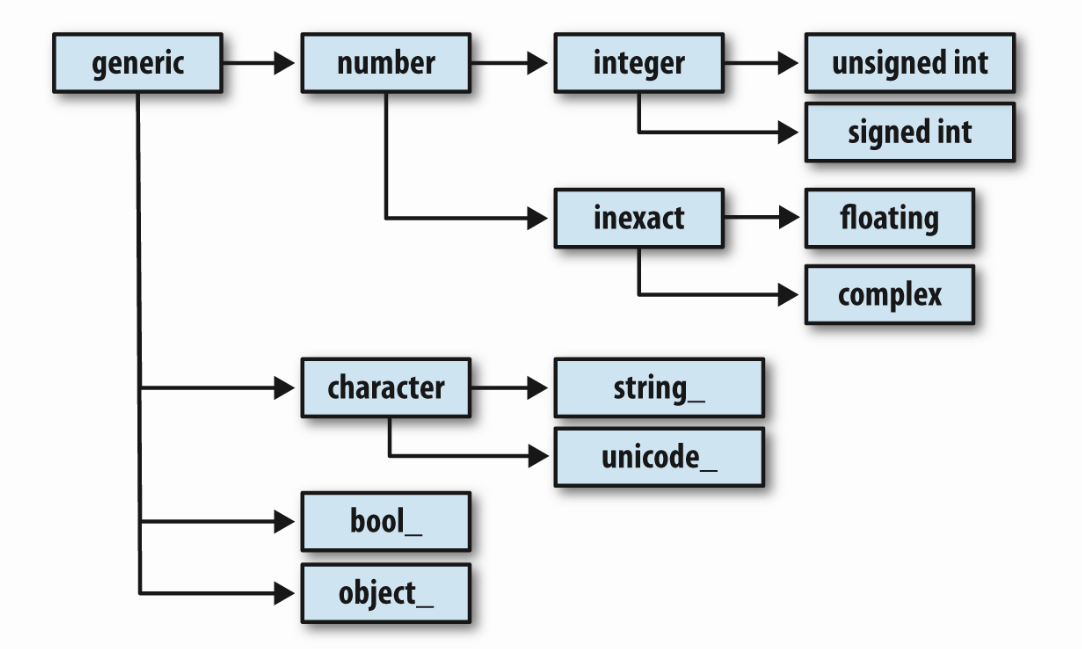 generic
number
integer
unsigned int
signed int
inexact
floating
complex
character
string_
unicode_
bool_
object_